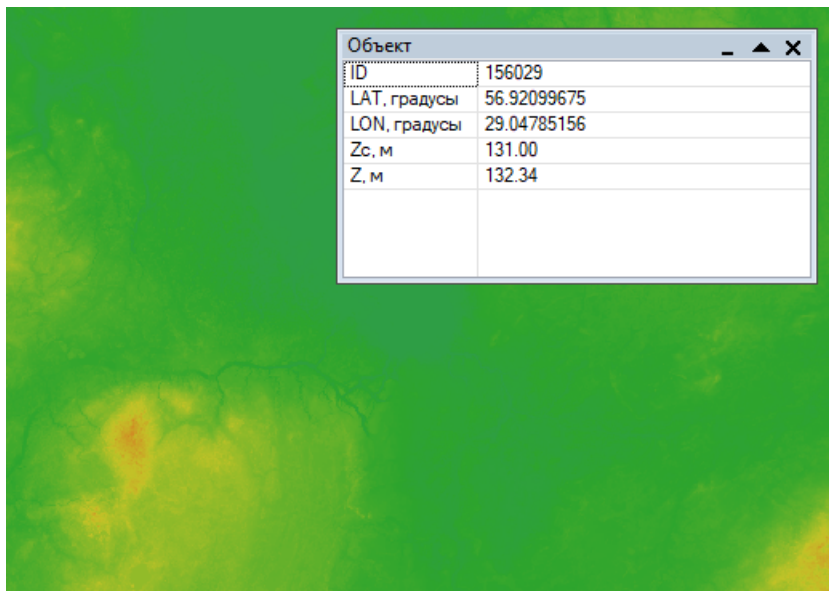 Объект
ID 156029
LAT, градусы 56.92099675
LON, градусы 29.04785156
Zc, м 131.00
Z, м 132.34